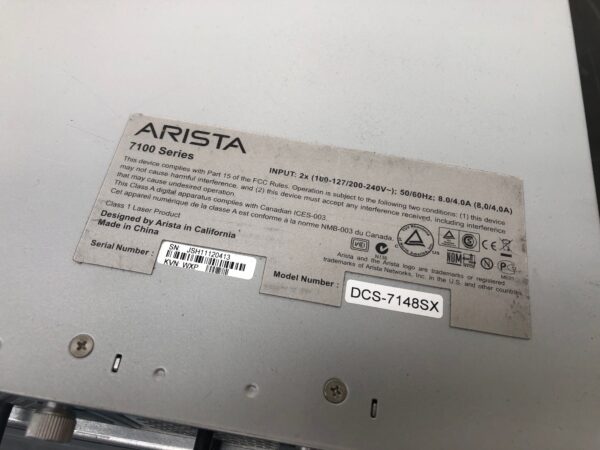 ARISTA
7100 Series
INPUT: 2x (100-127/200-240V~); 50/60Hz; 8.0/4.0A (8,0/4.0A)
This device complies with Part 15 of the FCC Rules. Operation is subject to the following two conditions: (1) this device
may not cause harmful interference, and (2) this device must accept any interference received, including interference
that may cause undesired operation.
This Class A digital apparatus complies with Canadian ICES-003.
Cet appareil numérique de la classe A est conforme à la norme NMB-003 du Canada.
Class 1 Laser Product
Designed by Arista in California
Made in China
N136
NOM
Arista and the Arista logo are trademarks or registered
trademarks of Arista Networks, Inc. in the U.S. and other countries
Serial Number :
SN JSH11120413
KVN WXP
Model Number :
DCS-7148SX